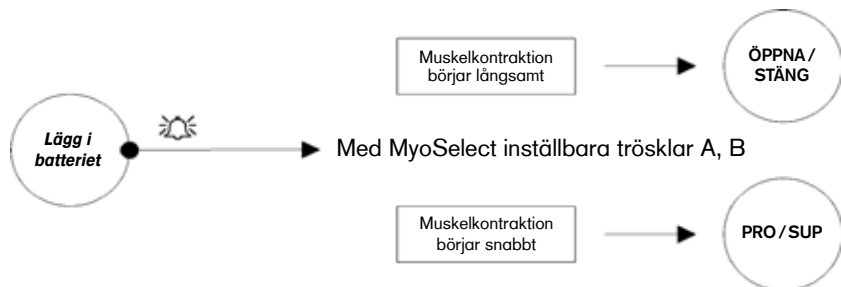 Muskelkontraktion
börjar långsamt
ÖPPNA /
STÄNG
Lägg i
batteriet
Med MyoSelect inställbara trösklar A, B
Muskelkontraktion
börjar snabbt
PRO / SUP